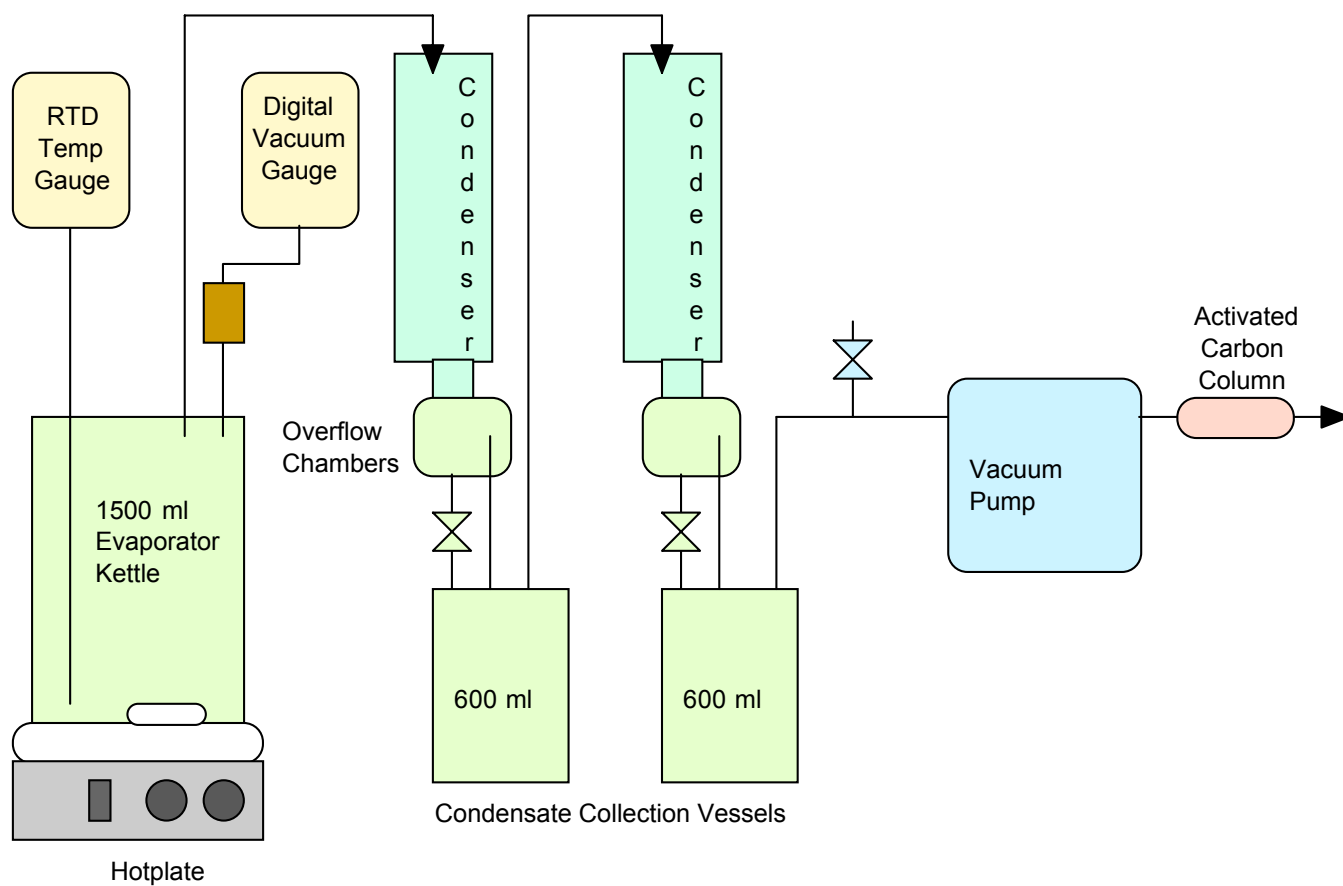 RTD
Temp
Gauge
Digital
Vacuum
Gauge
C
o
n
d
e
n
s
e
r
C
o
n
d
e
n
s
e
r
Activated
Carbon
Column
Overflow
Chambers
Vacuum
Pump
1500 ml
Evaporator
Kettle
600 ml
600 ml
Condensate Collection Vessels
Hotplate